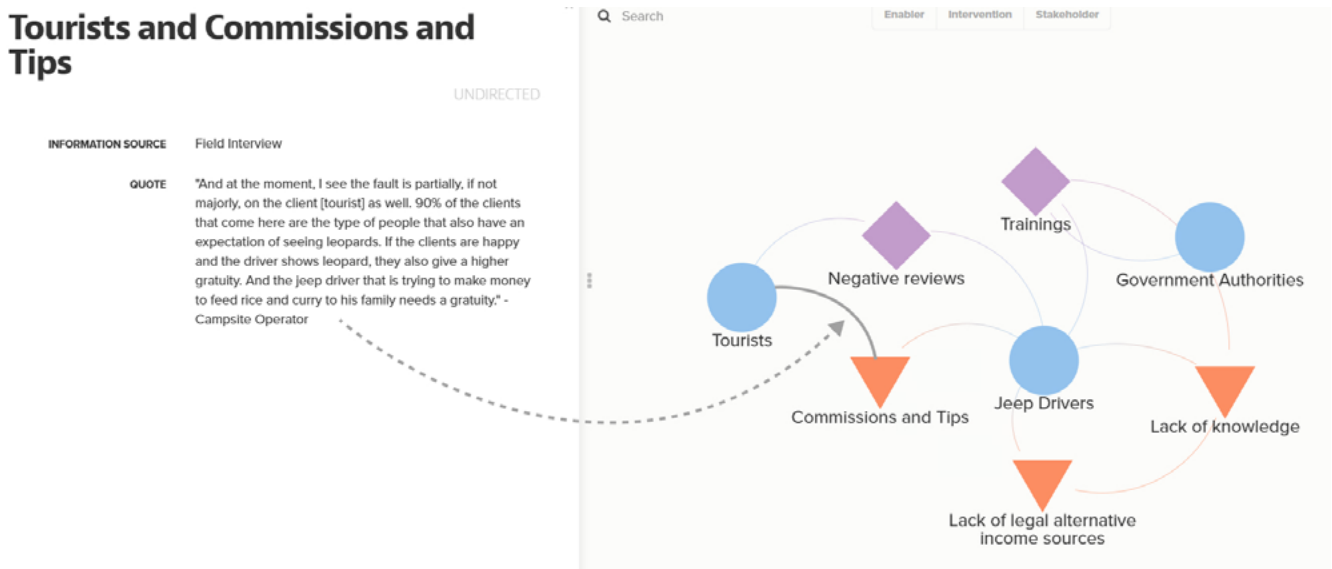 Tourists and Commissions and
Tips
UNDIRECTED
INFORMATION SOURCE
Field Interview
QUOTE
"And at the moment, I see the fault is partially, if not
majorly, on the client [tourist] as well. 90% of the clients
that come here are the type of people that also have an
expectation of seeing leopards. If the clients are happy
and the driver shows leopard, they also give a higher
gratuity. And the jeep driver that is trying to make money
to feed rice and curry to his family needs a gratuity." -
Campsite Operator
Search
Enabler
Intervention
Stakeholder
Trainings
Negative reviews
Government Authorities
Tourists
Commissions and Tips
Jeep Drivers
Lack of knowledge
Lack of legal alternative
income sources